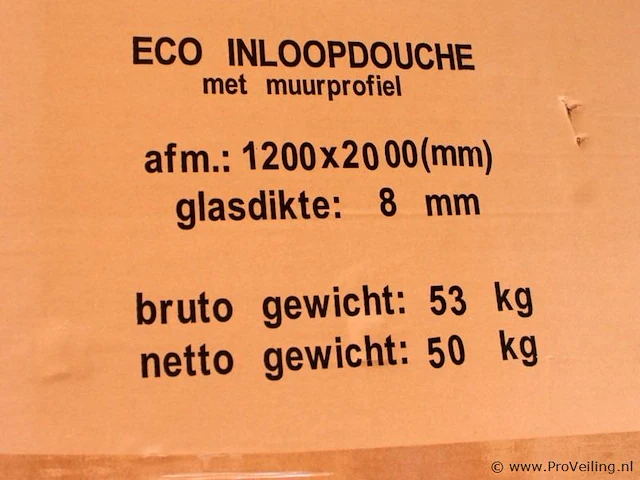 ECO INLOOPDOUCHE
met muurprofiel
afm.: 1200x2000(mm)
glasdikte: 8 mm
bruto gewicht: 53 kg
netto gewicht: 50 kg
© www.ProVeiling.nl